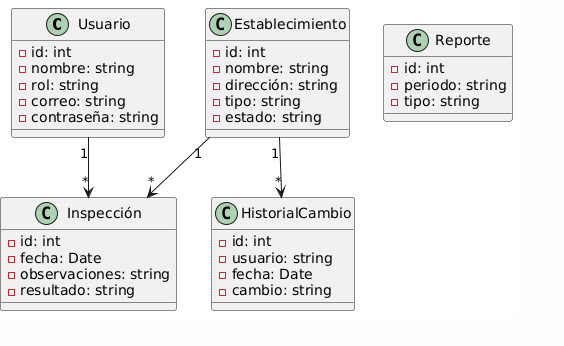 C Usuario
id: int
nombre: string
rol: string
correo: string
contraseña: string
C Establecimiento
id: int
nombre: string
dirección: string
tipo: string
estado: string
C Reporte
id: int
periodo: string
tipo: string
1
*
1
*
1
*
C Inspección
id: int
fecha: Date
observaciones: string
resultado: string
C HistorialCambio
id: int
usuario: string
fecha: Date
cambio: string